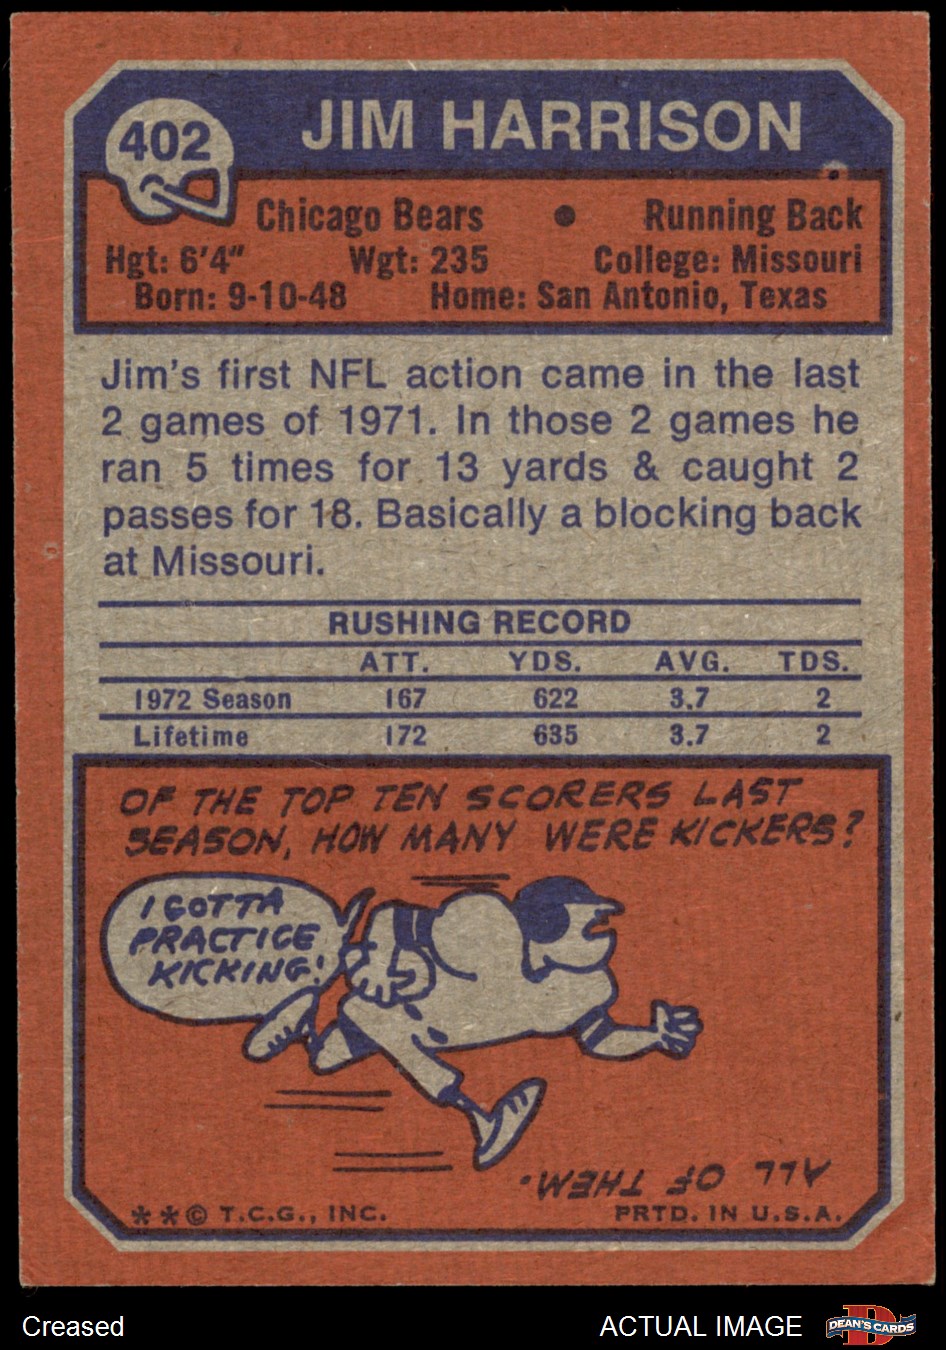 402
JIM HARRISON
Chicago Bears • Running Back
Hgt: 6'4" Wgt: 235 College: Missouri
Born: 9-10-48 Home: San Antonio, Texas
Jim's first NFL action came in the last
2 games of 1971. In those 2 games he
ran 5 times for 13 yards & caught 2
passes for 18. Basically a blocking back
at Missouri.
RUSHING RECORD
ATT. YDS. AVG. TDS.
1972 Season 167 622 3.7 2
Lifetime 172 635 3.7 2
OF THE TOP TEN SCORERS LAST
SEASON, HOW MANY WERE KICKERS?
I GOTTA
PRACTICE
KICKING!
ALL OF THEM.
**© T.C.G., INC. PRTD. IN U.S.A.
Creased
ACTUAL IMAGE
DEAN'S CARDS